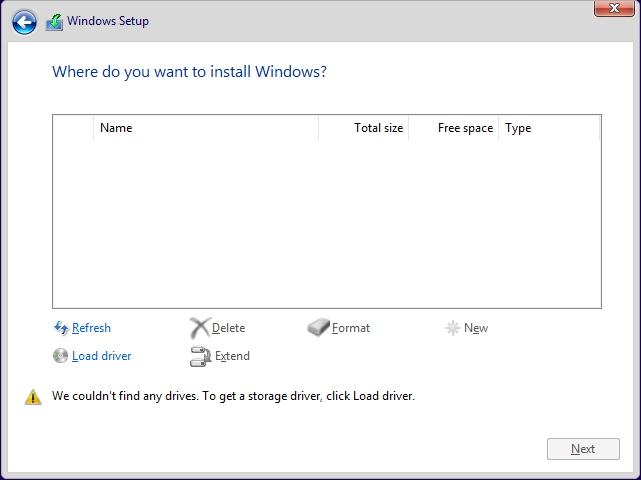 Windows Setup
Where do you want to install Windows?
Name Total size Free space Type
Refresh Delete Format New
Load driver Extend
We couldn't find any drives. To get a storage driver, click Load driver.
Next